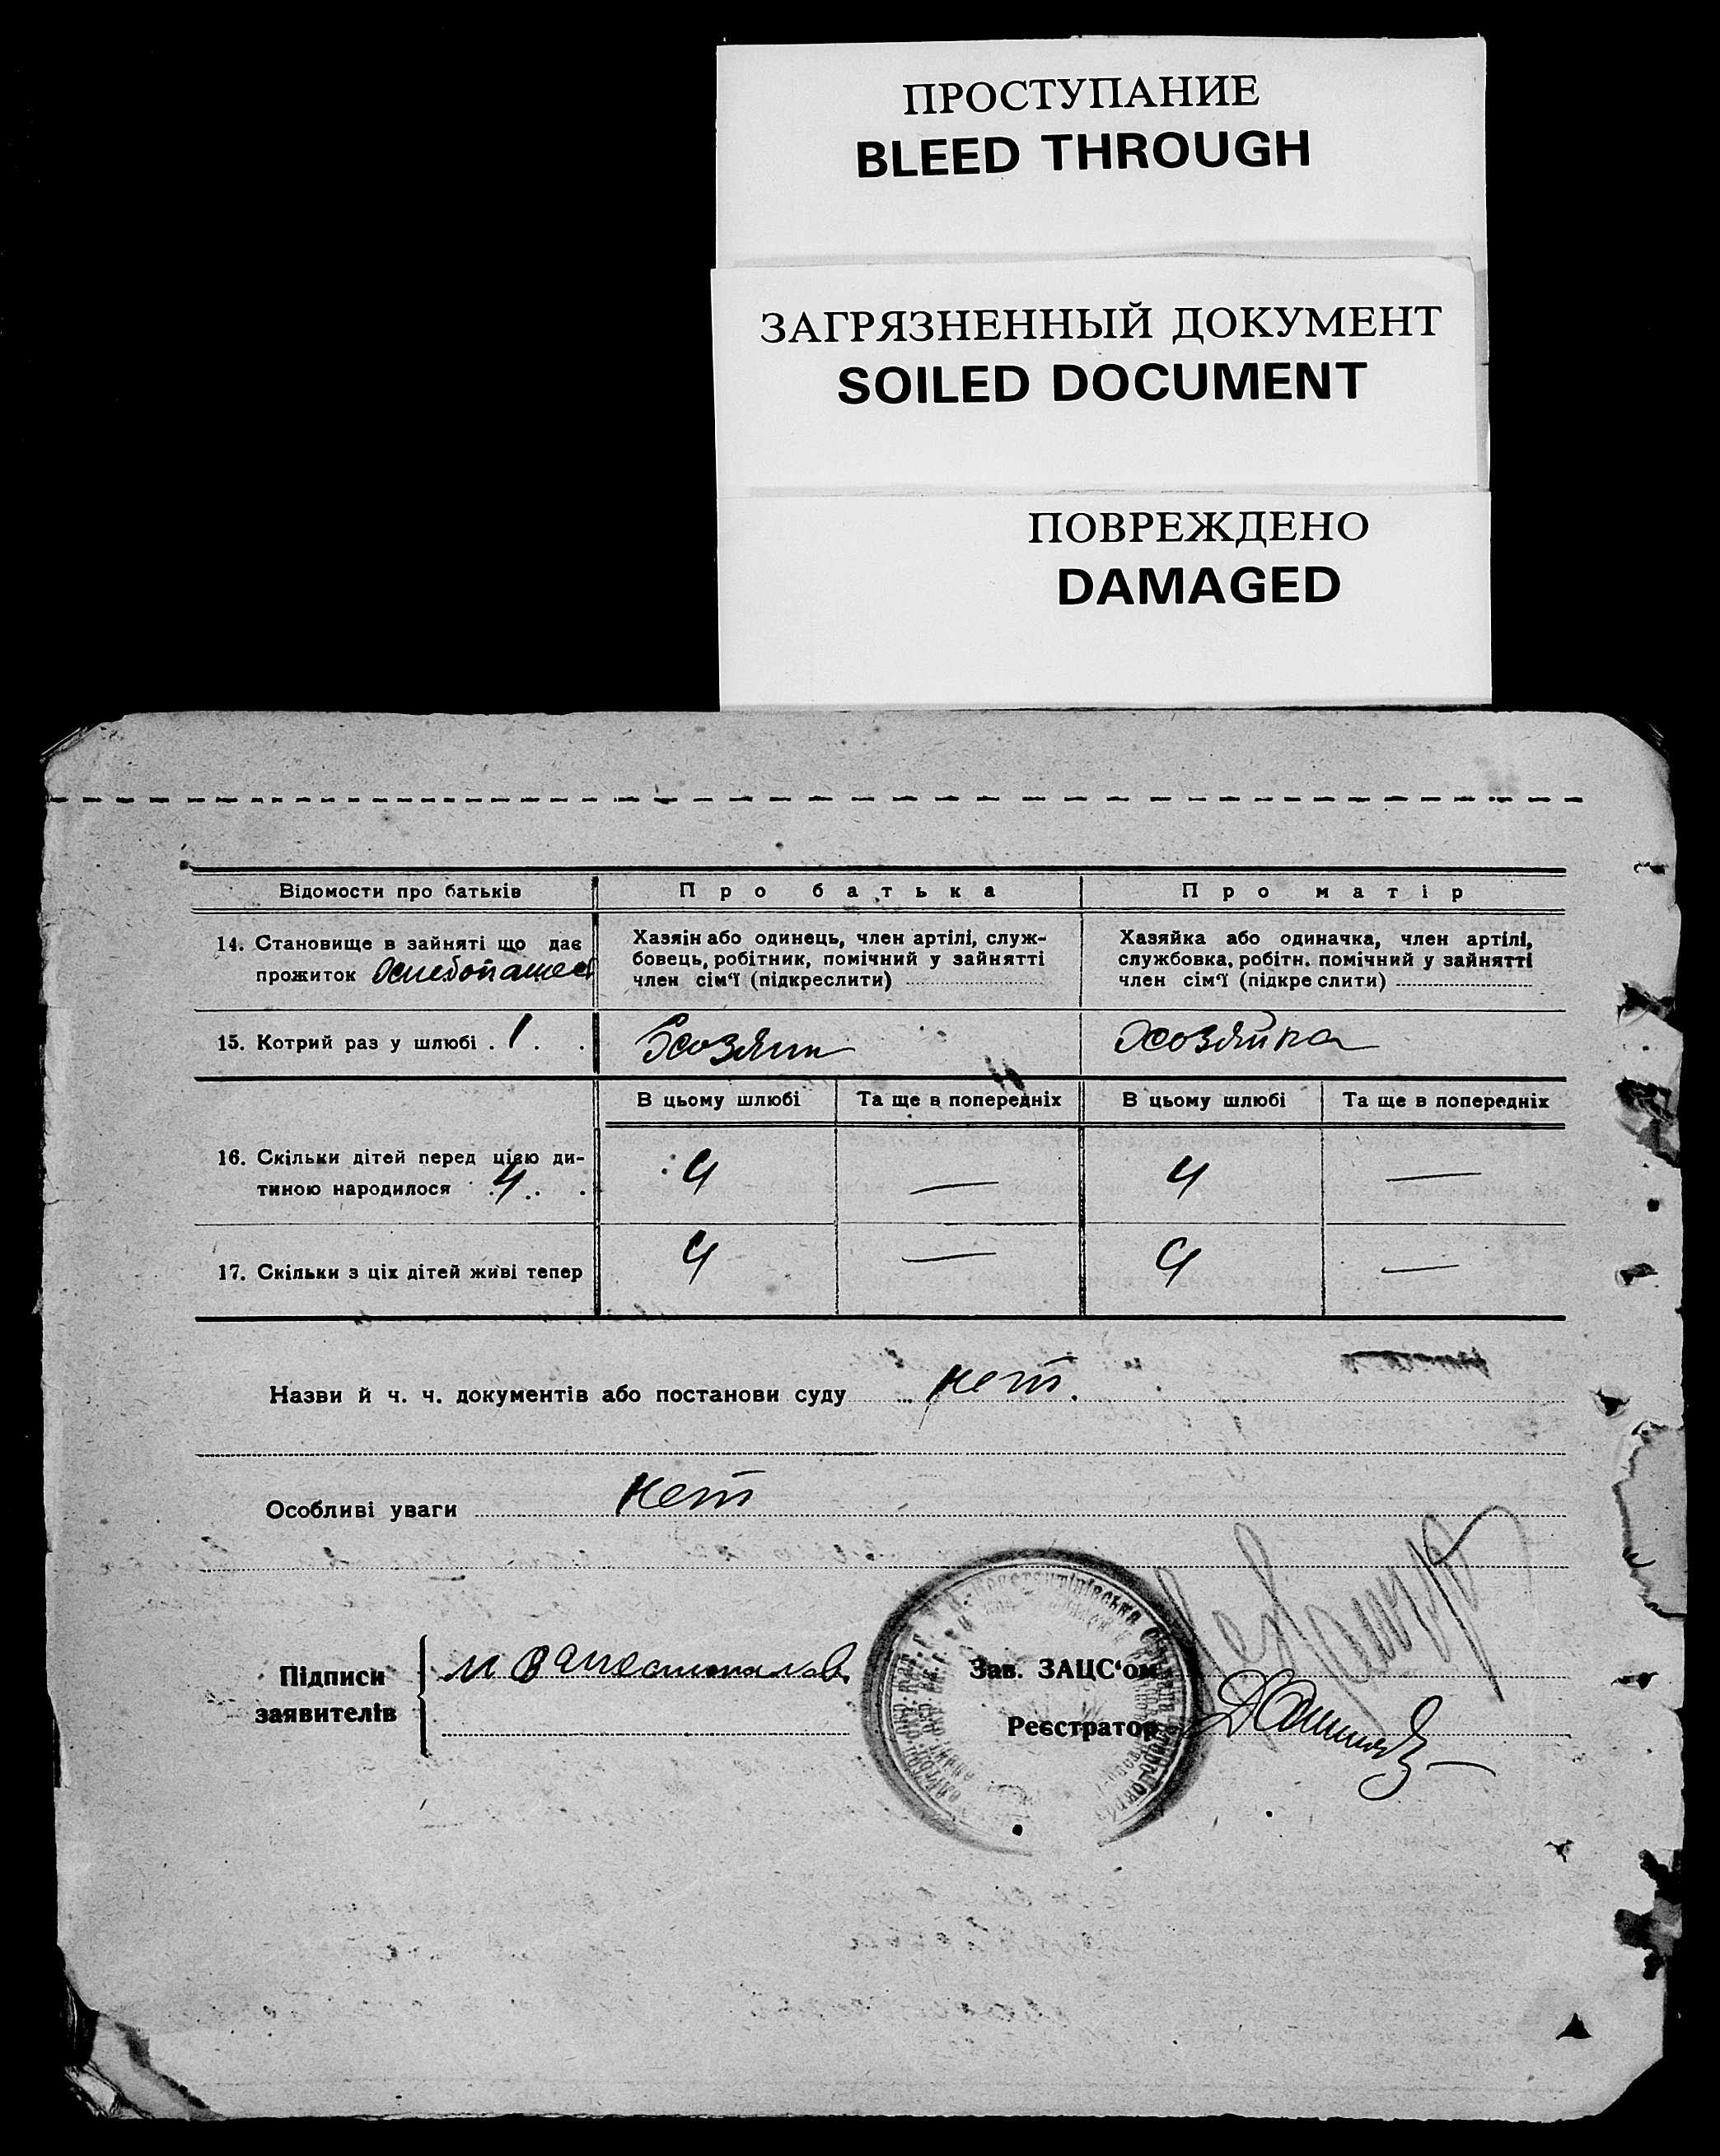 ПРОСТУПАНИЕ
BLEED THROUGH
ЗАГРЯЗНЕННЫЙ ДОКУМЕНТ
SOILED DOCUMENT
ПОВРЕЖДЕНО
DAMAGED
Відомости про батьків
Про батька
Про матір
14. Становище в зайняті що дає
прожиток
Хазяін або одинець, член артілі, служ-
бовець, робітник, помічний у зайнятті
член сім'ї (підкреслити)
Хазяйка або одиначка, член артілі,
службовка, робітн. помічний у зайнятті
член сім'ї (підкреслити)
15. Котрий раз у шлюбі . 1 . .
Хозяин
Хозяйка
В цьому шлюбі
Та ще в попередніх
В цьому шлюбі
Та ще в попередніх
16. Скільки дітей перед цією ди-
тиною народилося 4
4 — 4 —
17. Скільки з ціх дітей живі тепер
4 — 4 —
Назви й ч. ч. документів або постанови суду нет.
Особливі уваги нет
Підписи
заявителів
Зав. ЗАЦС'ом
Реєстратор